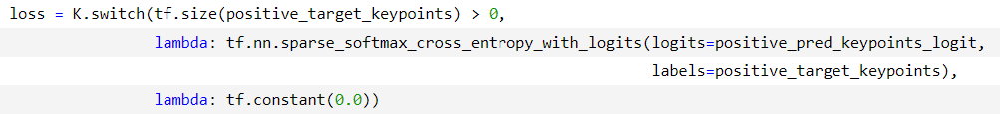 loss = K.switch(tf.size(positive_target_keypoints) > 0,
lambda: tf.nn.sparse_softmax_cross_entropy_with_logits(logits=positive_pred_keypoints_logit,
labels=positive_target_keypoints),
lambda: tf.constant(0.0))